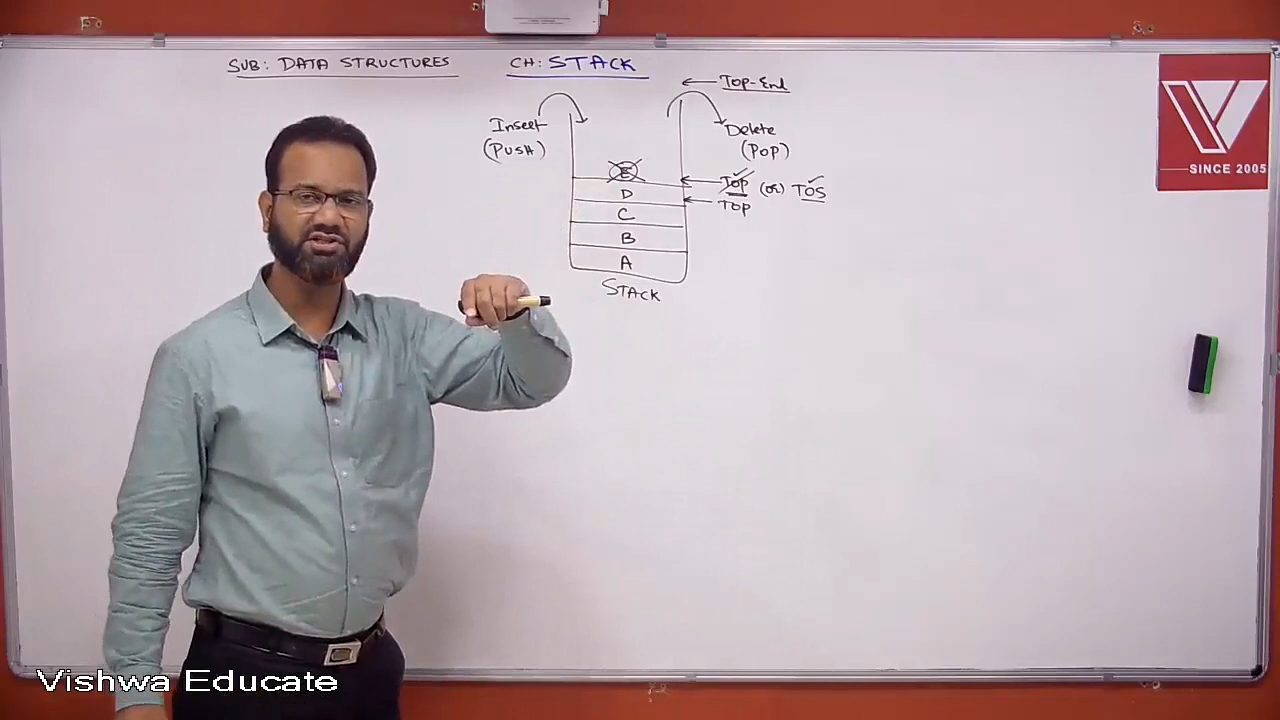 SUB: DATA STRUCTURES CH: STACK
Top-End
Insert
(PUSH)
Delete
(POP)
E
Top (or) TOS
D
TOP
C
B
A
STACK
V
SINCE 2005
Vishwa Educate